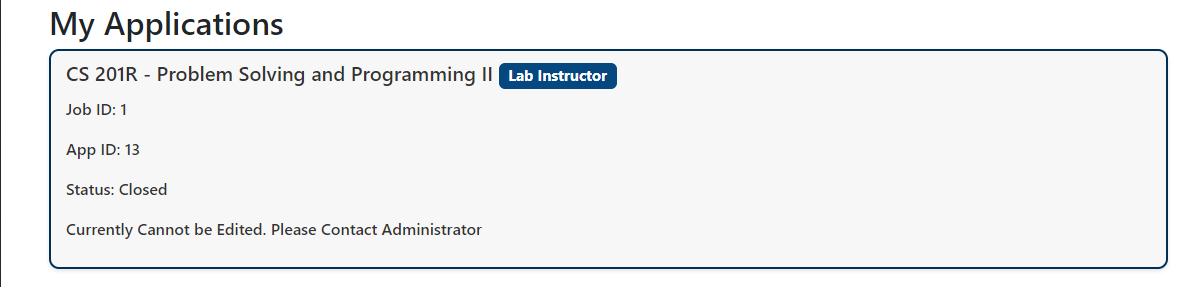 My Applications
CS 201R - Problem Solving and Programming II Lab Instructor
Job ID: 1
App ID: 13
Status: Closed
Currently Cannot be Edited. Please Contact Administrator